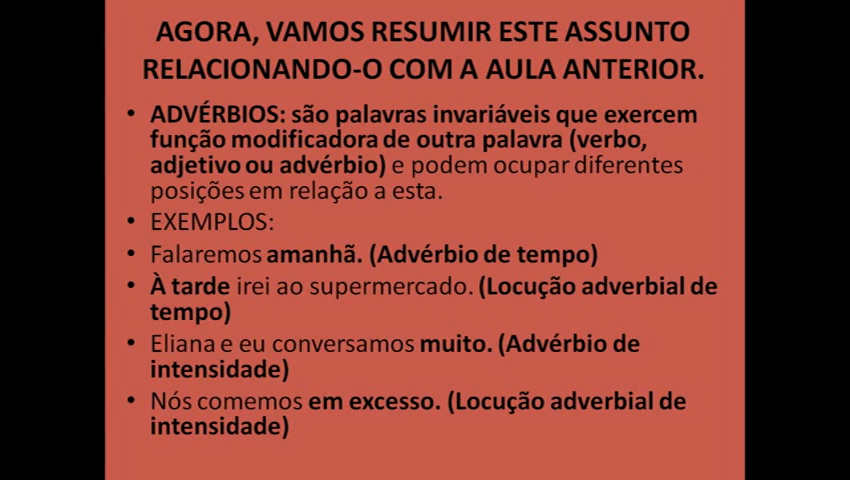 AGORA, VAMOS RESUMIR ESTE ASSUNTO
RELACIONANDO-O COM A AULA ANTERIOR.
• ADVÉRBIOS: são palavras invariáveis que exercem
função modificadora de outra palavra (verbo,
adjetivo ou advérbio) e podem ocupar diferentes
posições em relação a esta.
• EXEMPLOS:
• Falaremos amanhã. (Advérbio de tempo)
• À tarde irei ao supermercado. (Locução adverbial de
tempo)
• Eliana e eu conversamos muito. (Advérbio de
intensidade)
• Nós comemos em excesso. (Locução adverbial de
intensidade)